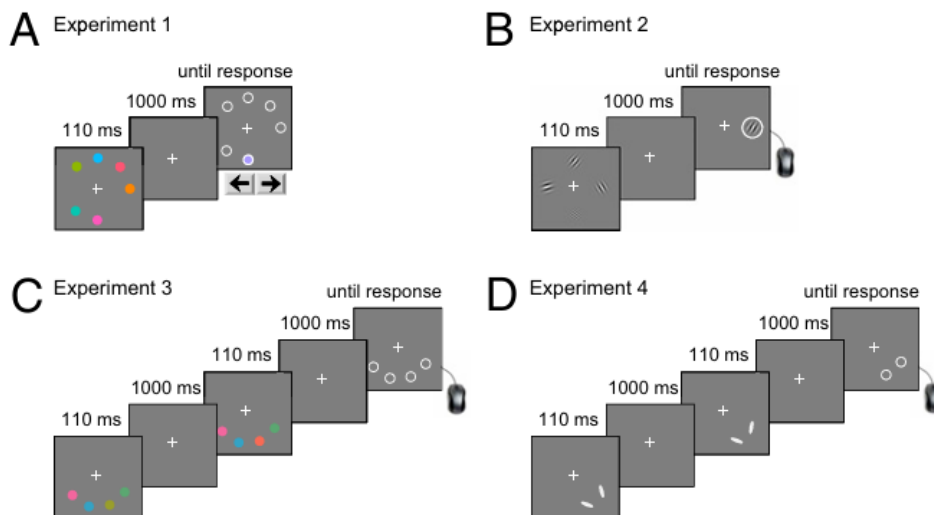 A Experiment 1
until response
1000 ms
110 ms
B Experiment 2
until response
1000 ms
110 ms
C Experiment 3
until response
1000 ms
110 ms
1000 ms
110 ms
D Experiment 4
until response
1000 ms
110 ms
1000 ms
110 ms